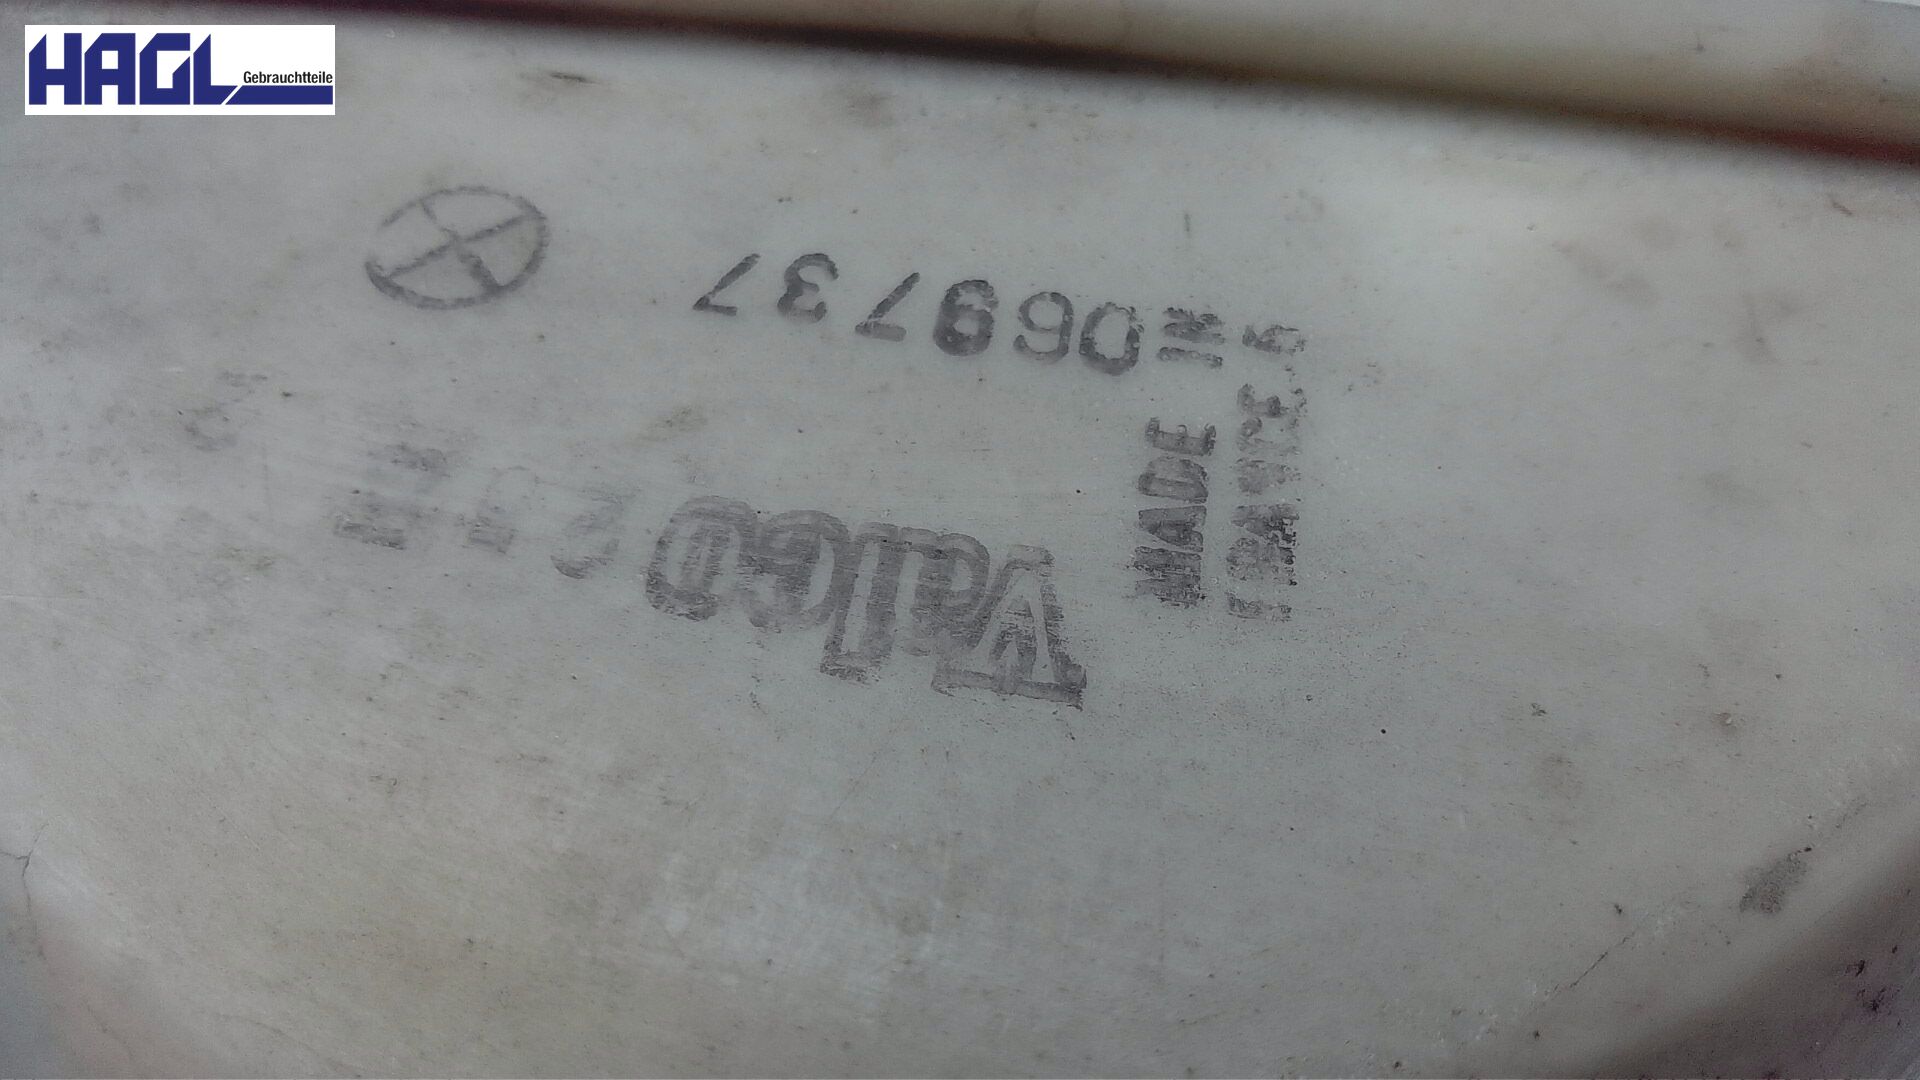 HAGL
Gebrauchtteile
069737
Valeo
MADE IN
FRANCE